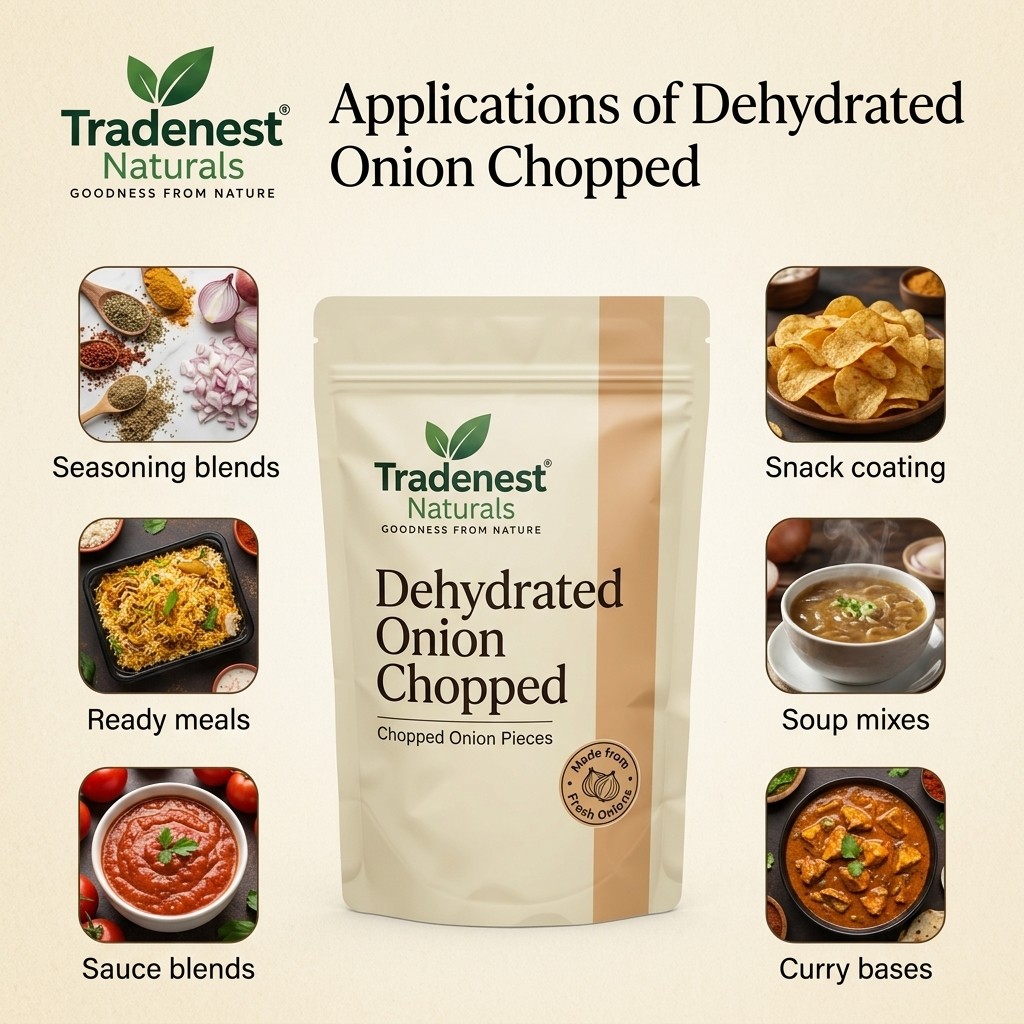 Tradenest®
Naturals
GOODNESS FROM NATURE
Applications of Dehydrated
Onion Chopped
Seasoning blends
Ready meals
Sauce blends
Tradenest®
Naturals
GOODNESS FROM NATURE
Dehydrated
Onion
Chopped
Chopped Onion Pieces
Made from
Fresh Onions
Snack coating
Soup mixes
Curry bases